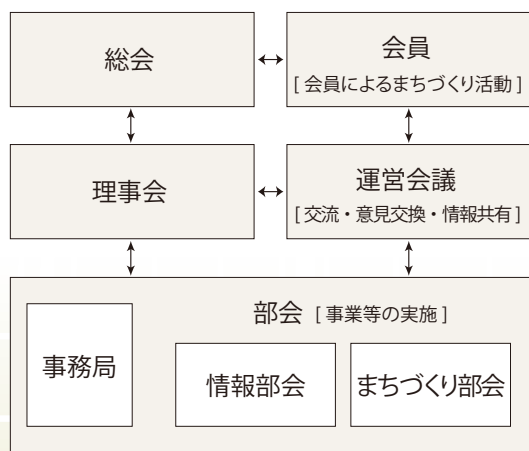 総会
会員
[ 会員によるまちづくり活動 ]
理事会
運営会議
[ 交流・意見交換・情報共有 ]
部会 [ 事業等の実施 ]
事務局
情報部会
まちづくり部会